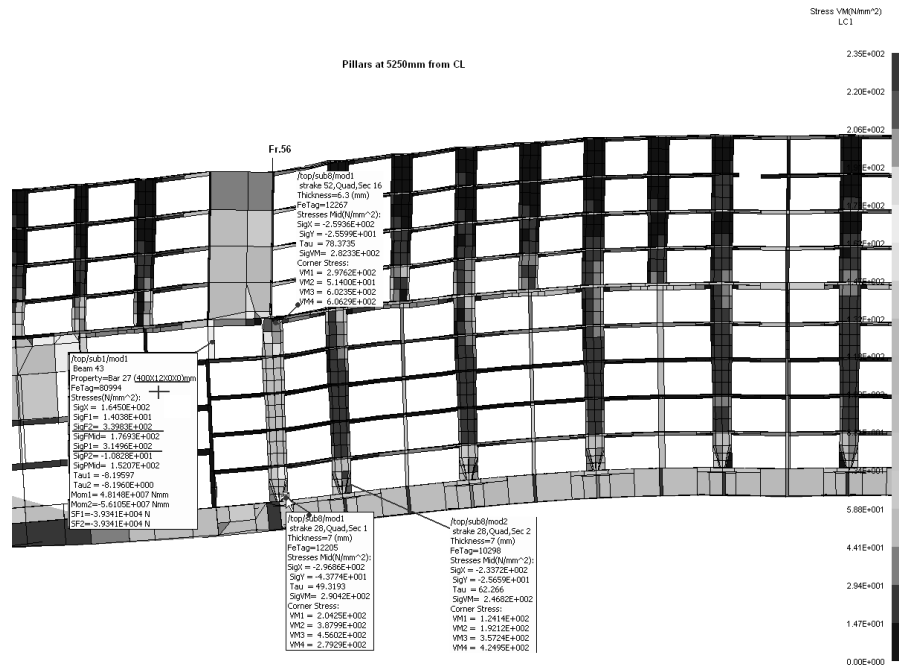 Stress VM(N/mm^2)
LC1
2.35E+002
2.20E+002
2.06E+002
5.88E+001
4.41E+001
2.94E+001
1.47E+001
0.00E+000
Pillars at 5250mm from CL
Fr.56
/top/sub8/mod1
strake 52,Quad,Sec 16
Thickness=6.3 (mm)
FeTag=12267
Stresses Mid(N/mm^2):
SigX = -2.5936E+002
SigY = -2.5599E+001
Tau = 78.3735
SigVM= 2.8233E+002
Corner Stress:
VM1 = 2.9762E+002
VM2 = 5.1400E+001
VM3 = 6.0235E+002
VM4 = 6.0629E+002
/top/sub1/mod1
Beam 43
Property=Bar 27 (400X12X0X0)mm
FeTag=80994
Stresses(N/mm^2):
SigX = 1.6450E+002
SigF1= 1.4038E+001
SigF2= 3.3983E+002
SigFMid= 1.7693E+002
SigP1= 3.1496E+002
SigP2= -1.0828E+001
SigPMid= 1.5207E+002
Tau1 = -8.19597
Tau2 = -8.1960E+000
Mom1 = 4.8148E+007 Nmm
Mom2=-5.6105E+007 Nmm
SF1=-3.9341E+004 N
SF2=-3.9341E+004 N
/top/sub8/mod1
strake 28,Quad,Sec 1
Thickness=7 (mm)
FeTag=12205
Stresses Mid(N/mm^2):
SigX = -2.9686E+002
SigY = -4.3774E+001
Tau = 49.3193
SigVM= 2.9042E+002
Corner Stress:
VM1 = 2.0425E+002
VM2 = 3.8799E+002
VM3 = 4.5602E+002
VM4 = 2.7929E+002
/top/sub8/mod2
strake 28,Quad,Sec 2
Thickness=7 (mm)
FeTag=10298
Stresses Mid(N/mm^2):
SigX = -2.3372E+002
SigY = -2.5659E+001
Tau = 62.266
SigVM= 2.4682E+002
Corner Stress:
VM1 = 1.2414E+002
VM2 = 1.9212E+002
VM3 = 3.5724E+002
VM4 = 4.2495E+002